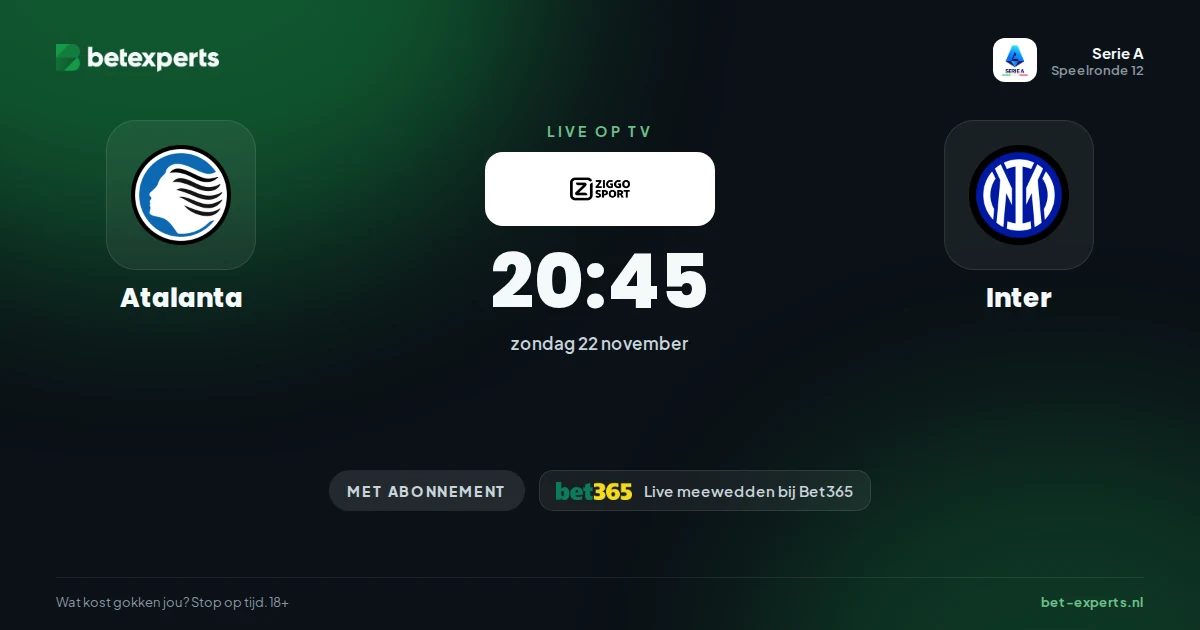 betexperts
Serie A
Speelronde 12
SERIE A
LIVE OP TV
ZIGGO
SPORT
20:45
zondag 22 november
Atalanta
Inter
MET ABONNEMENT
bet365 Live meewedden bij Bet365
Wat kost gokken jou? Stop op tijd. 18+
bet-experts.nl